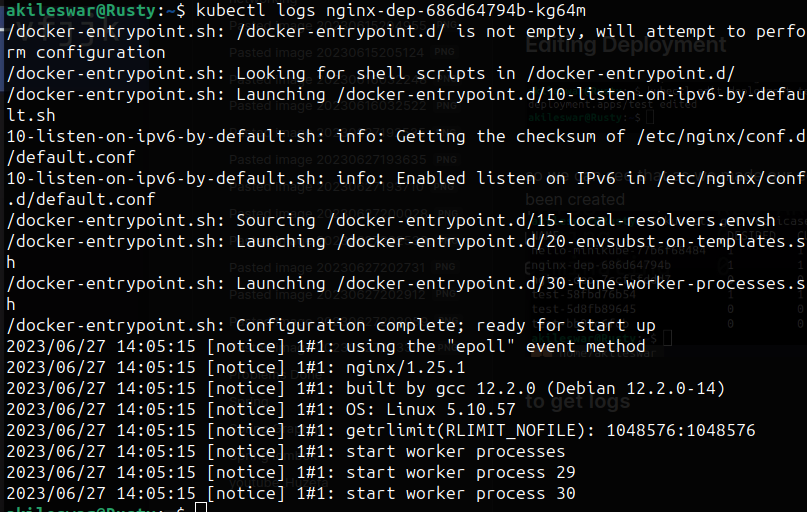 akileswar@Rusty:~$ kubectl logs nginx-dep-686d64794b-kg64m
/docker-entrypoint.sh: /docker-entrypoint.d/ is not empty, will attempt to perfo
rm configuration
/docker-entrypoint.sh: Looking for shell scripts in /docker-entrypoint.d/
/docker-entrypoint.sh: Launching /docker-entrypoint.d/10-listen-on-ipv6-by-defau
lt.sh
10-listen-on-ipv6-by-default.sh: info: Getting the checksum of /etc/nginx/conf.d
/default.conf
10-listen-on-ipv6-by-default.sh: info: Enabled listen on IPv6 in /etc/nginx/conf
.d/default.conf
/docker-entrypoint.sh: Sourcing /docker-entrypoint.d/15-local-resolvers.envsh
/docker-entrypoint.sh: Launching /docker-entrypoint.d/20-envsubst-on-templates.s
h
/docker-entrypoint.sh: Launching /docker-entrypoint.d/30-tune-worker-processes.s
h
/docker-entrypoint.sh: Configuration complete; ready for start up
2023/06/27 14:05:15 [notice] 1#1: using the "epoll" event method
2023/06/27 14:05:15 [notice] 1#1: nginx/1.25.1
2023/06/27 14:05:15 [notice] 1#1: built by gcc 12.2.0 (Debian 12.2.0-14)
2023/06/27 14:05:15 [notice] 1#1: OS: Linux 5.10.57
2023/06/27 14:05:15 [notice] 1#1: getrlimit(RLIMIT_NOFILE): 1048576:1048576
2023/06/27 14:05:15 [notice] 1#1: start worker processes
2023/06/27 14:05:15 [notice] 1#1: start worker process 29
2023/06/27 14:05:15 [notice] 1#1: start worker process 30
akileswar@Rusty:~$
Editing Deployment
to get logs